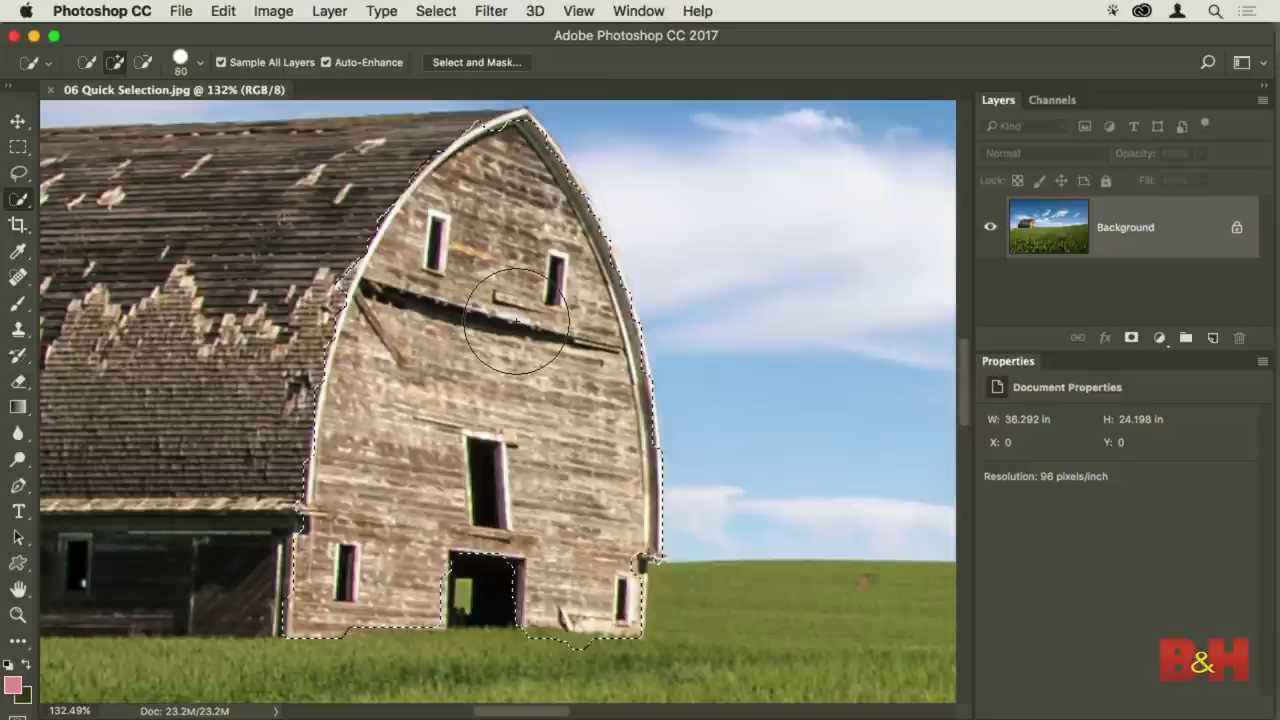 Photoshop CC File Edit Image Layer Type Select Filter 3D View Window Help
Adobe Photoshop CC 2017
80 Sample All Layers Auto-Enhance Select and Mask...
× 06 Quick Selection.jpg @ 132% (RGB/8)
Layers Channels
Kind
Normal Opacity:
Lock: Fill:
Background
Properties
Document Properties
W: 36.292 in H: 24.198 in
X: 0 Y: 0
Resolution: 96 pixels/inch
B&H
132.49% Doc: 23.2M/23.2M